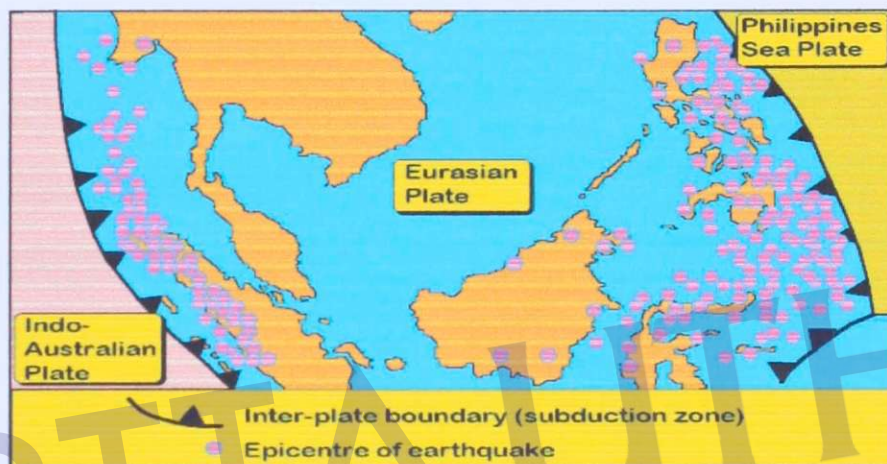 Philippines
Sea Plate
Eurasian
Plate
Indo-
Australian
Plate
Inter-plate boundary (subduction zone)
Epicentre of earthquake